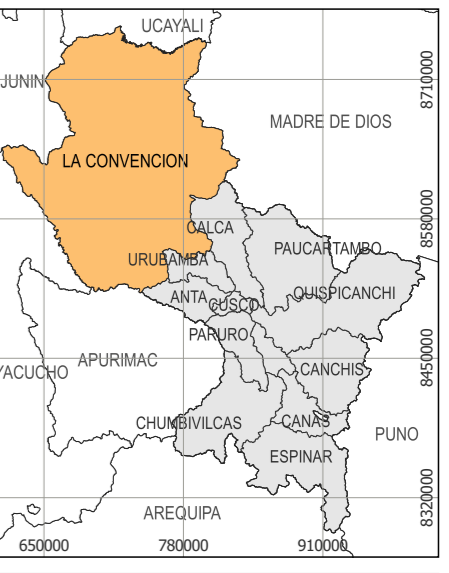 UCAYALI
JUNIN
8710000
MADRE DE DIOS
LA CONVENCION
8580000
CALCA
PAUCARTAMBO
URUBAMBA
QUISPICANCHI
ANTA
CUSCO
PARURO
8450000
APURIMAC
YACUCHO
CANCHIS
CHUMBIVILCAS
CANAS
PUNO
ESPINAR
8320000
AREQUIPA
650000
780000
910000